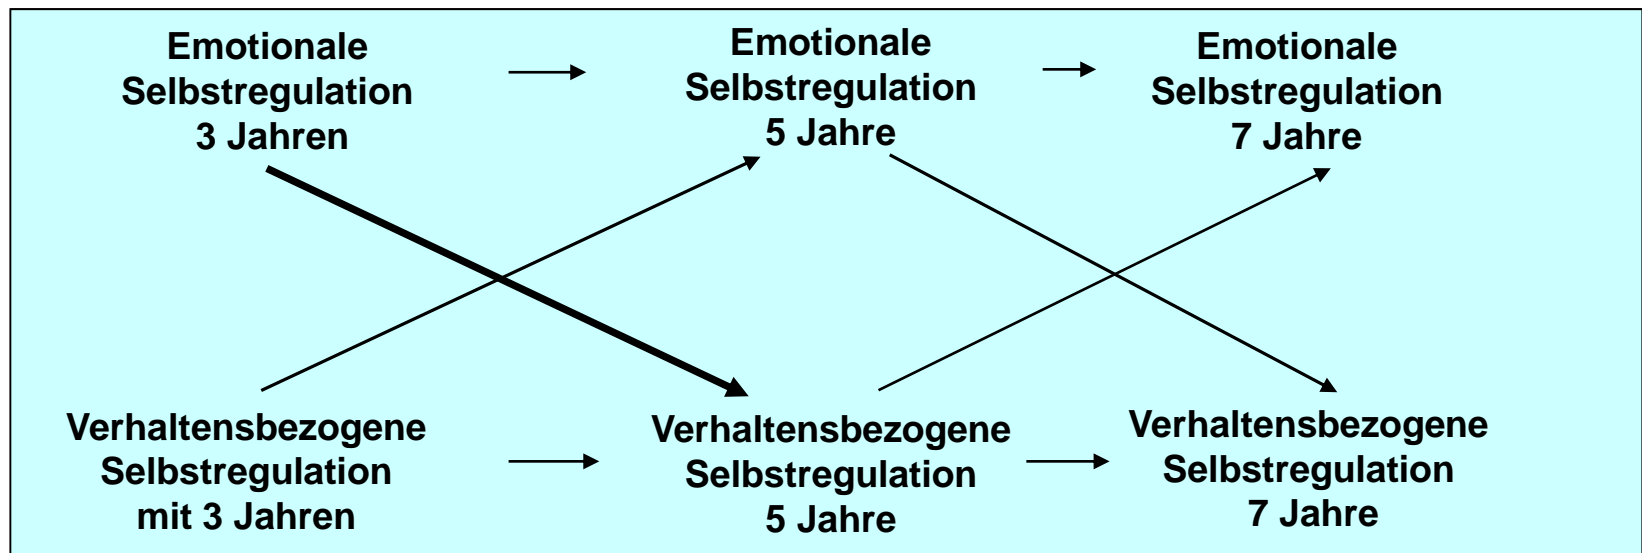 Emotionale
Selbstregulation
3 Jahren
Emotionale
Selbstregulation
5 Jahre
Emotionale
Selbstregulation
7 Jahre
Verhaltensbezogene
Selbstregulation
mit 3 Jahren
Verhaltensbezogene
Selbstregulation
5 Jahre
Verhaltensbezogene
Selbstregulation
7 Jahre